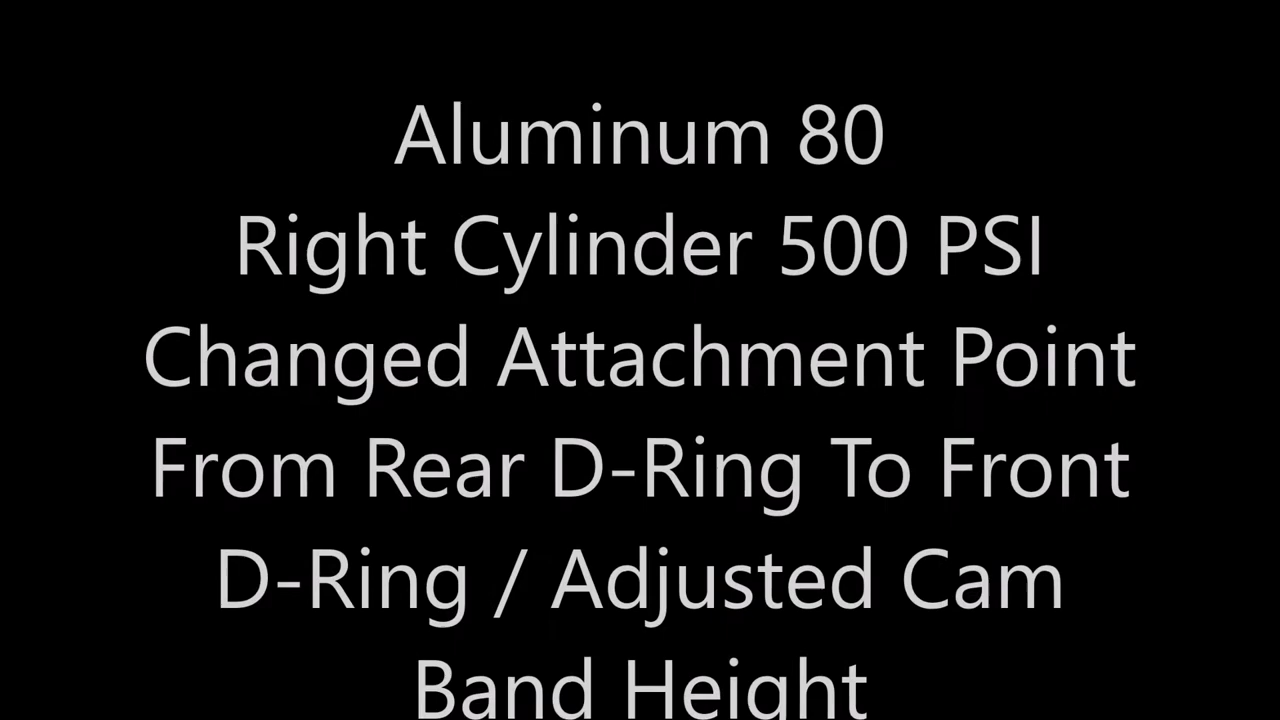 Aluminum 80
Right Cylinder 500 PSI
Changed Attachment Point
From Rear D-Ring To Front
D-Ring / Adjusted Cam
Band Height